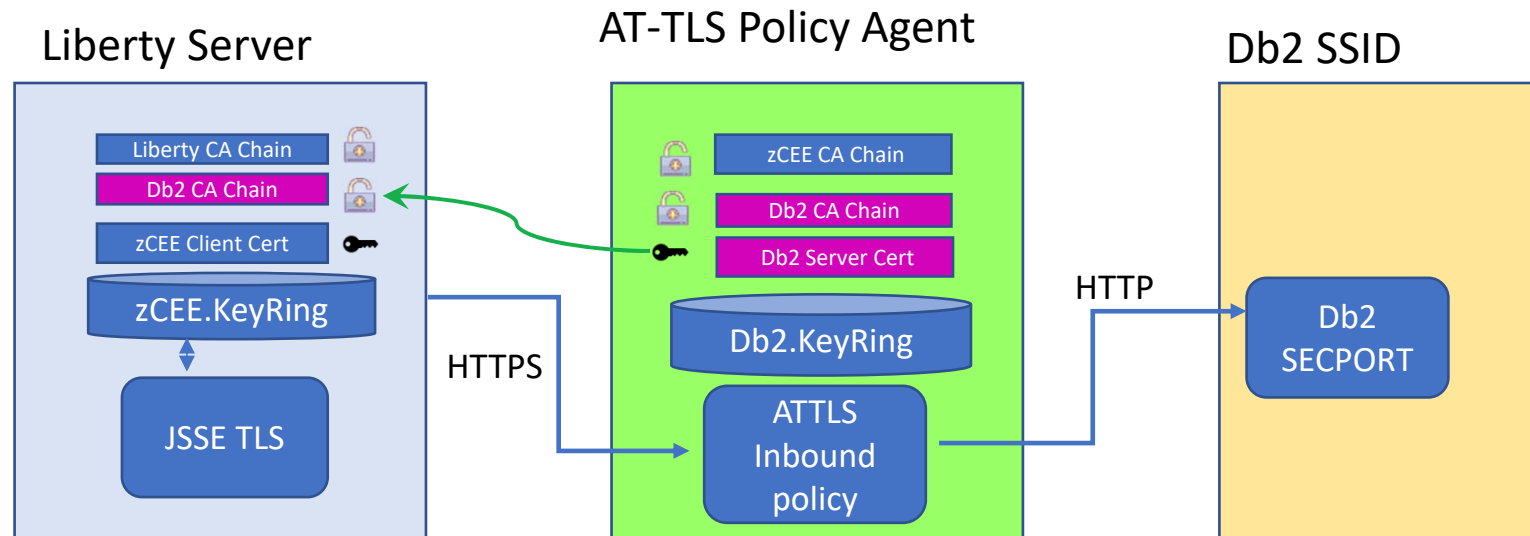 Liberty Server
Liberty CA Chain
Db2 CA Chain
zCEE Client Cert
zCEE.KeyRing
JSSE TLS
HTTPS
AT-TLS Policy Agent
zCEE CA Chain
Db2 CA Chain
Db2 Server Cert
Db2.KeyRing
ATTLS
Inbound
policy
HTTP
Db2 SSID
Db2
SECPORT